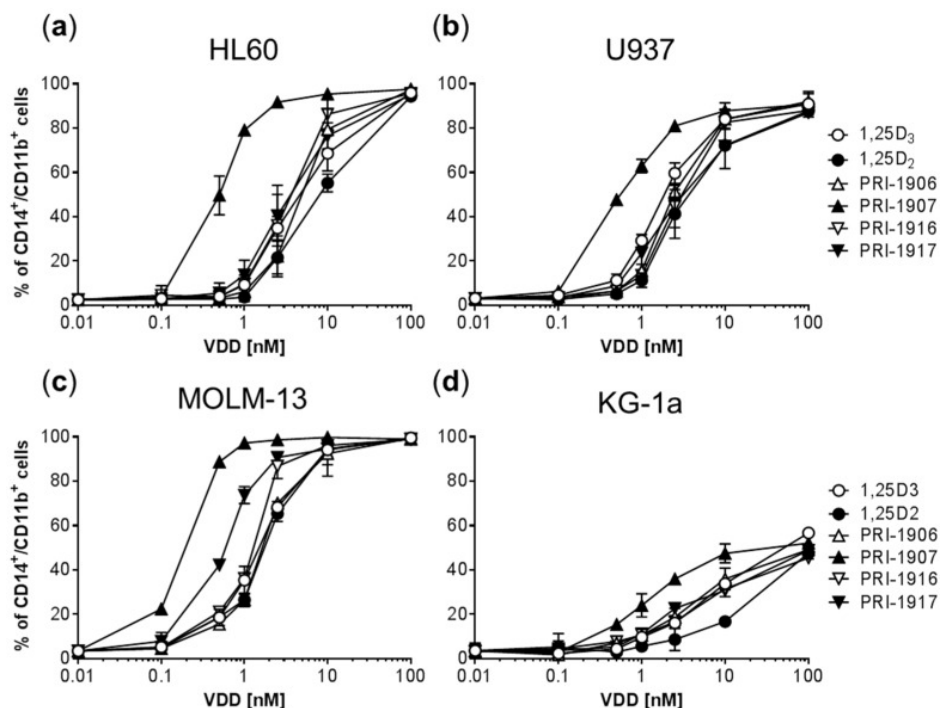 (a)
HL60
% of CD14+/CD11b+ cells
100
80
60
40
20
0
0.01 0.1 1 10 100
VDD [nM]
(b)
U937
100
80
60
40
20
0
0.01 0.1 1 10 100
VDD [nM]
1,25D3
1,25D2
PRI-1906
PRI-1907
PRI-1916
PRI-1917
(c)
MOLM-13
% of CD14+/CD11b+ cells
100
80
60
40
20
0
0.01 0.1 1 10 100
VDD [nM]
(d)
KG-1a
100
80
60
40
20
0
0.01 0.1 1 10 100
VDD [nM]
1,25D3
1,25D2
PRI-1906
PRI-1907
PRI-1916
PRI-1917